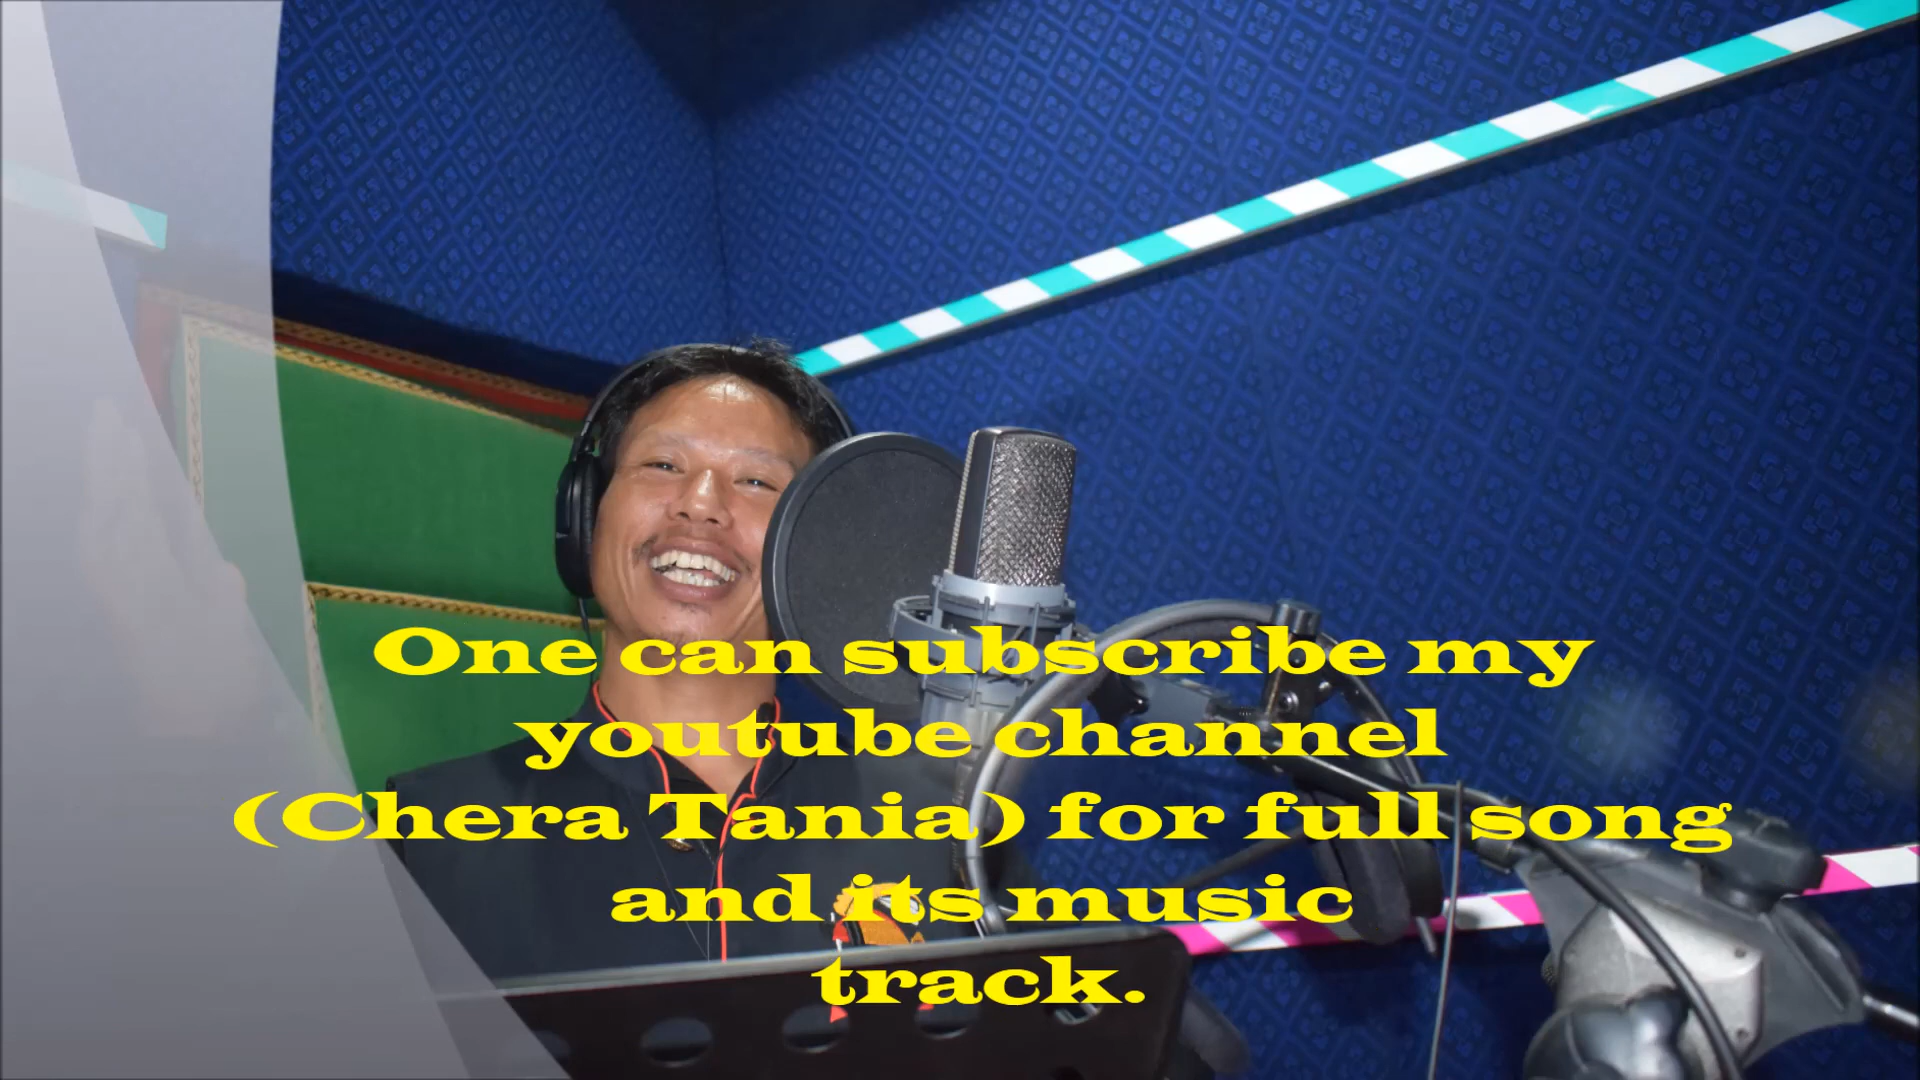 One can subscribe my
youtube channel
(Chera Tania) for full song
and its music
track.